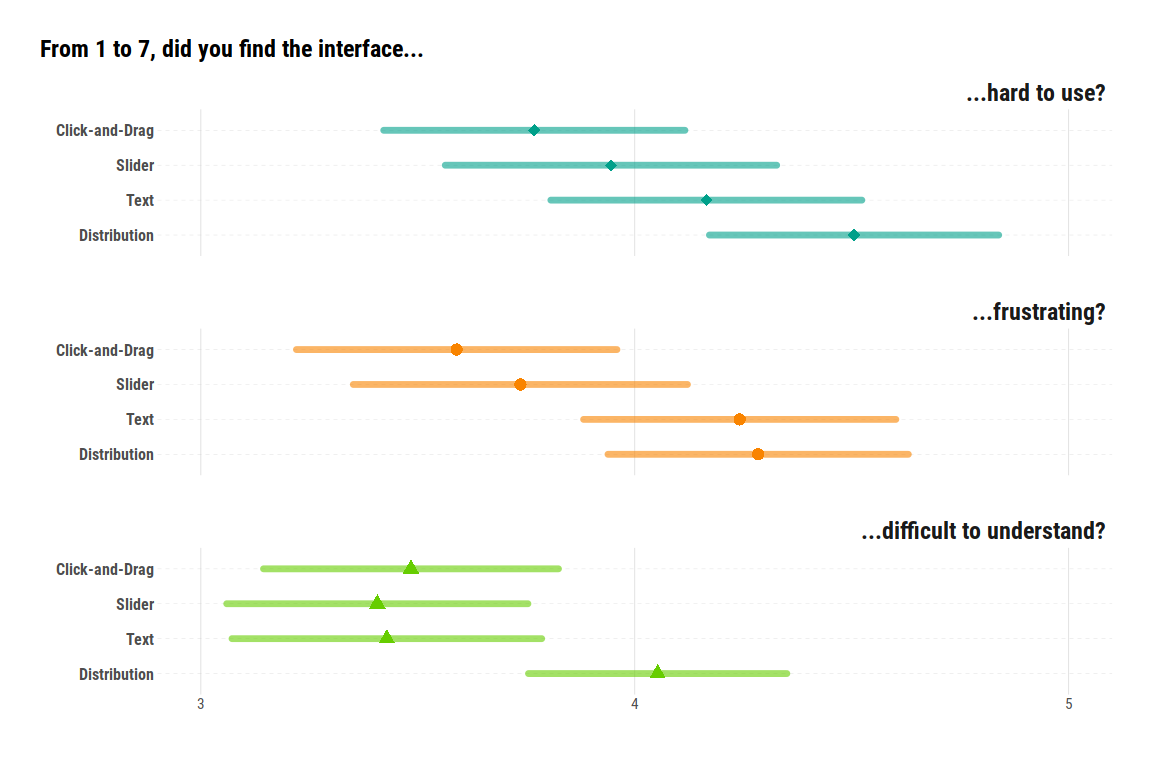 From 1 to 7, did you find the interface...
...hard to use?
Click-and-Drag
Slider
Text
Distribution
...frustrating?
Click-and-Drag
Slider
Text
Distribution
...difficult to understand?
Click-and-Drag
Slider
Text
Distribution
3 4 5